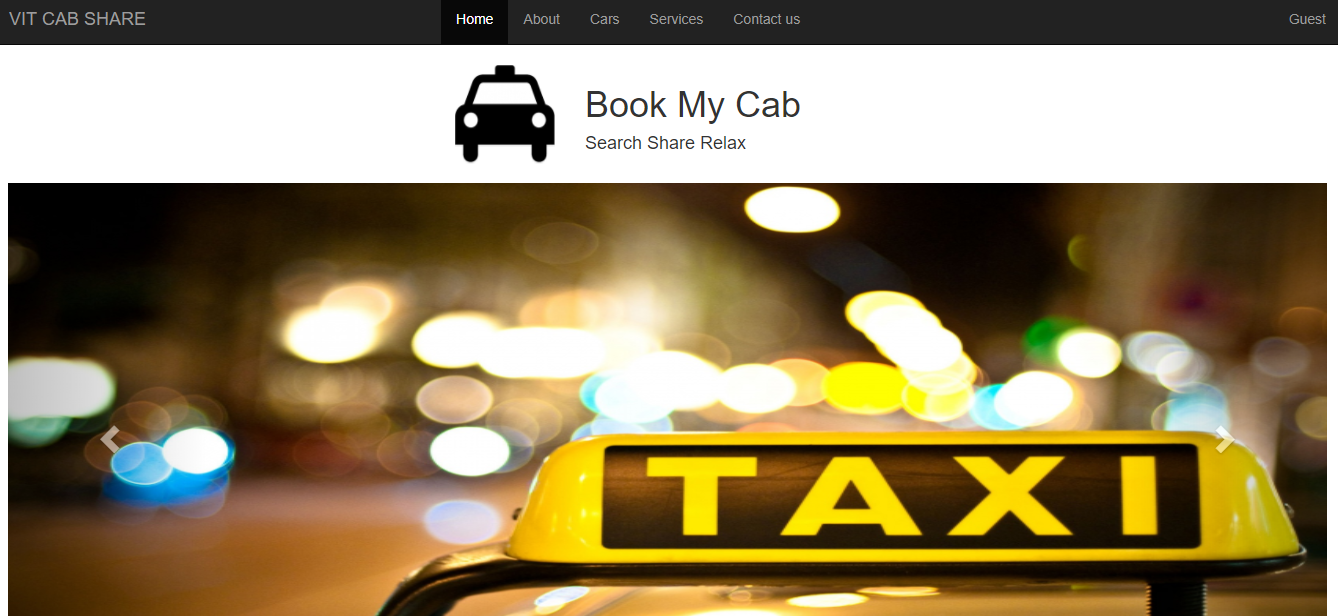 VIT CAB SHARE
Home About Cars Services Contact us
Guest
Book My Cab
Search Share Relax
TAXI